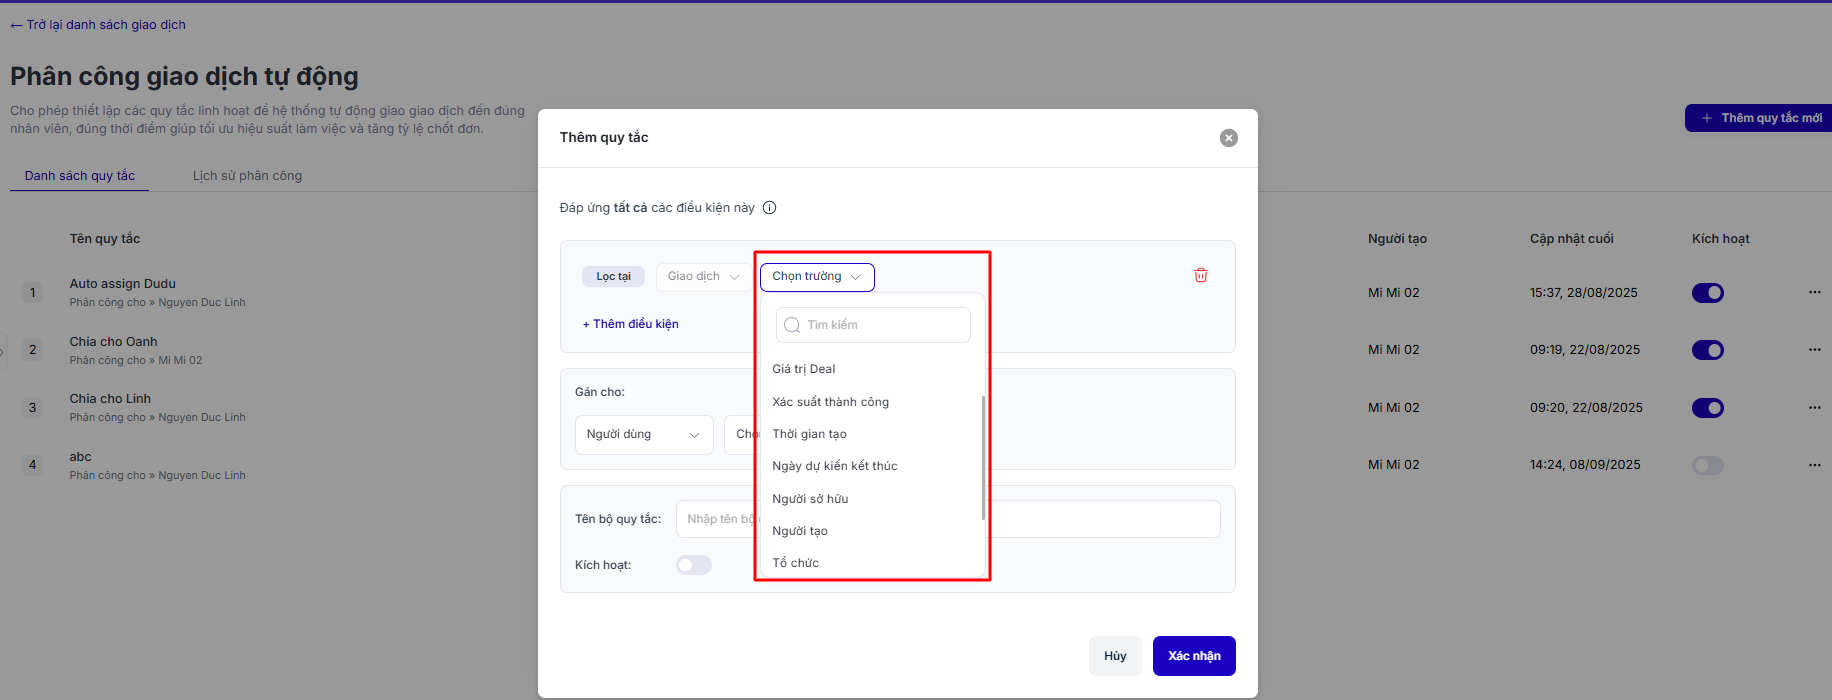 ← Trở lại danh sách giao dịch
Phân công giao dịch tự động
Cho phép thiết lập các quy tắc linh hoạt để hệ thống tự động giao giao dịch đến đúng
nhân viên, đúng thời điểm giúp tối ưu hiệu suất làm việc và tăng tỷ lệ chốt đơn.
+ Thêm quy tắc mới
Danh sách quy tắc
Lịch sử phân công
Tên quy tắc
Người tạo
Cập nhật cuối
Kích hoạt
1
Auto assign Dudu
Phân công cho » Nguyen Duc Linh
Mi Mi 02
15:37, 28/08/2025
2
Chia cho Oanh
Phân công cho » Mi Mi 02
Mi Mi 02
09:19, 22/08/2025
3
Chia cho Linh
Phân công cho » Nguyen Duc Linh
Mi Mi 02
09:20, 22/08/2025
4
abc
Phân công cho » Nguyen Duc Linh
Mi Mi 02
14:24, 08/09/2025
Thêm quy tắc
Đáp ứng tất cả các điều kiện này
Lọc tại
Giao dịch
Chọn trường
+ Thêm điều kiện
Tìm kiếm
Giá trị Deal
Xác suất thành công
Thời gian tạo
Ngày dự kiến kết thúc
Người sở hữu
Người tạo
Tổ chức
Gán cho:
Người dùng
Tên bộ quy tắc:
Nhập tên bộ
Kích hoạt:
Hủy
Xác nhận